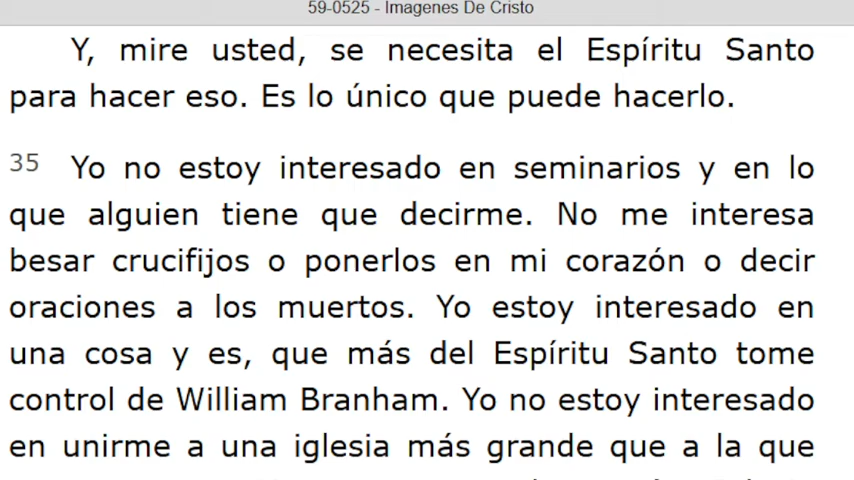 59-0525 - Imagenes De Cristo
Y, mire usted, se necesita el Espíritu Santo
para hacer eso. Es lo único que puede hacerlo.
35 Yo no estoy interesado en seminarios y en lo
que alguien tiene que decirme. No me interesa
besar crucifijos o ponerlos en mi corazón o decir
oraciones a los muertos. Yo estoy interesado en
una cosa y es, que más del Espíritu Santo tome
control de William Branham. Yo no estoy interesado
en unirme a una iglesia más grande que a la que